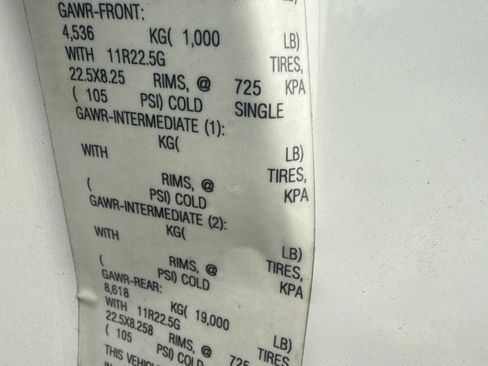 GAWR-FRONT:
4,536 KG( 1,000 LB)
WITH 11R22.5G TIRES,
22.5X8.25 RIMS, @ 725 KPA
( 105 PSI) COLD SINGLE
GAWR-INTERMEDIATE (1):
KG( LB)
WITH TIRES,
RIMS, @ KPA
( PSI) COLD
GAWR-INTERMEDIATE (2):
KG( LB)
WITH TIRES,
RIMS, @ KPA
( PSI) COLD
GAWR-REAR:
8,618 KG( 19,000 LB)
WITH 11R22.5G TIRES,
22.5X8.258 RIMS, @ 725 KPA
( 105 PSI) COLD
THIS VEHIC